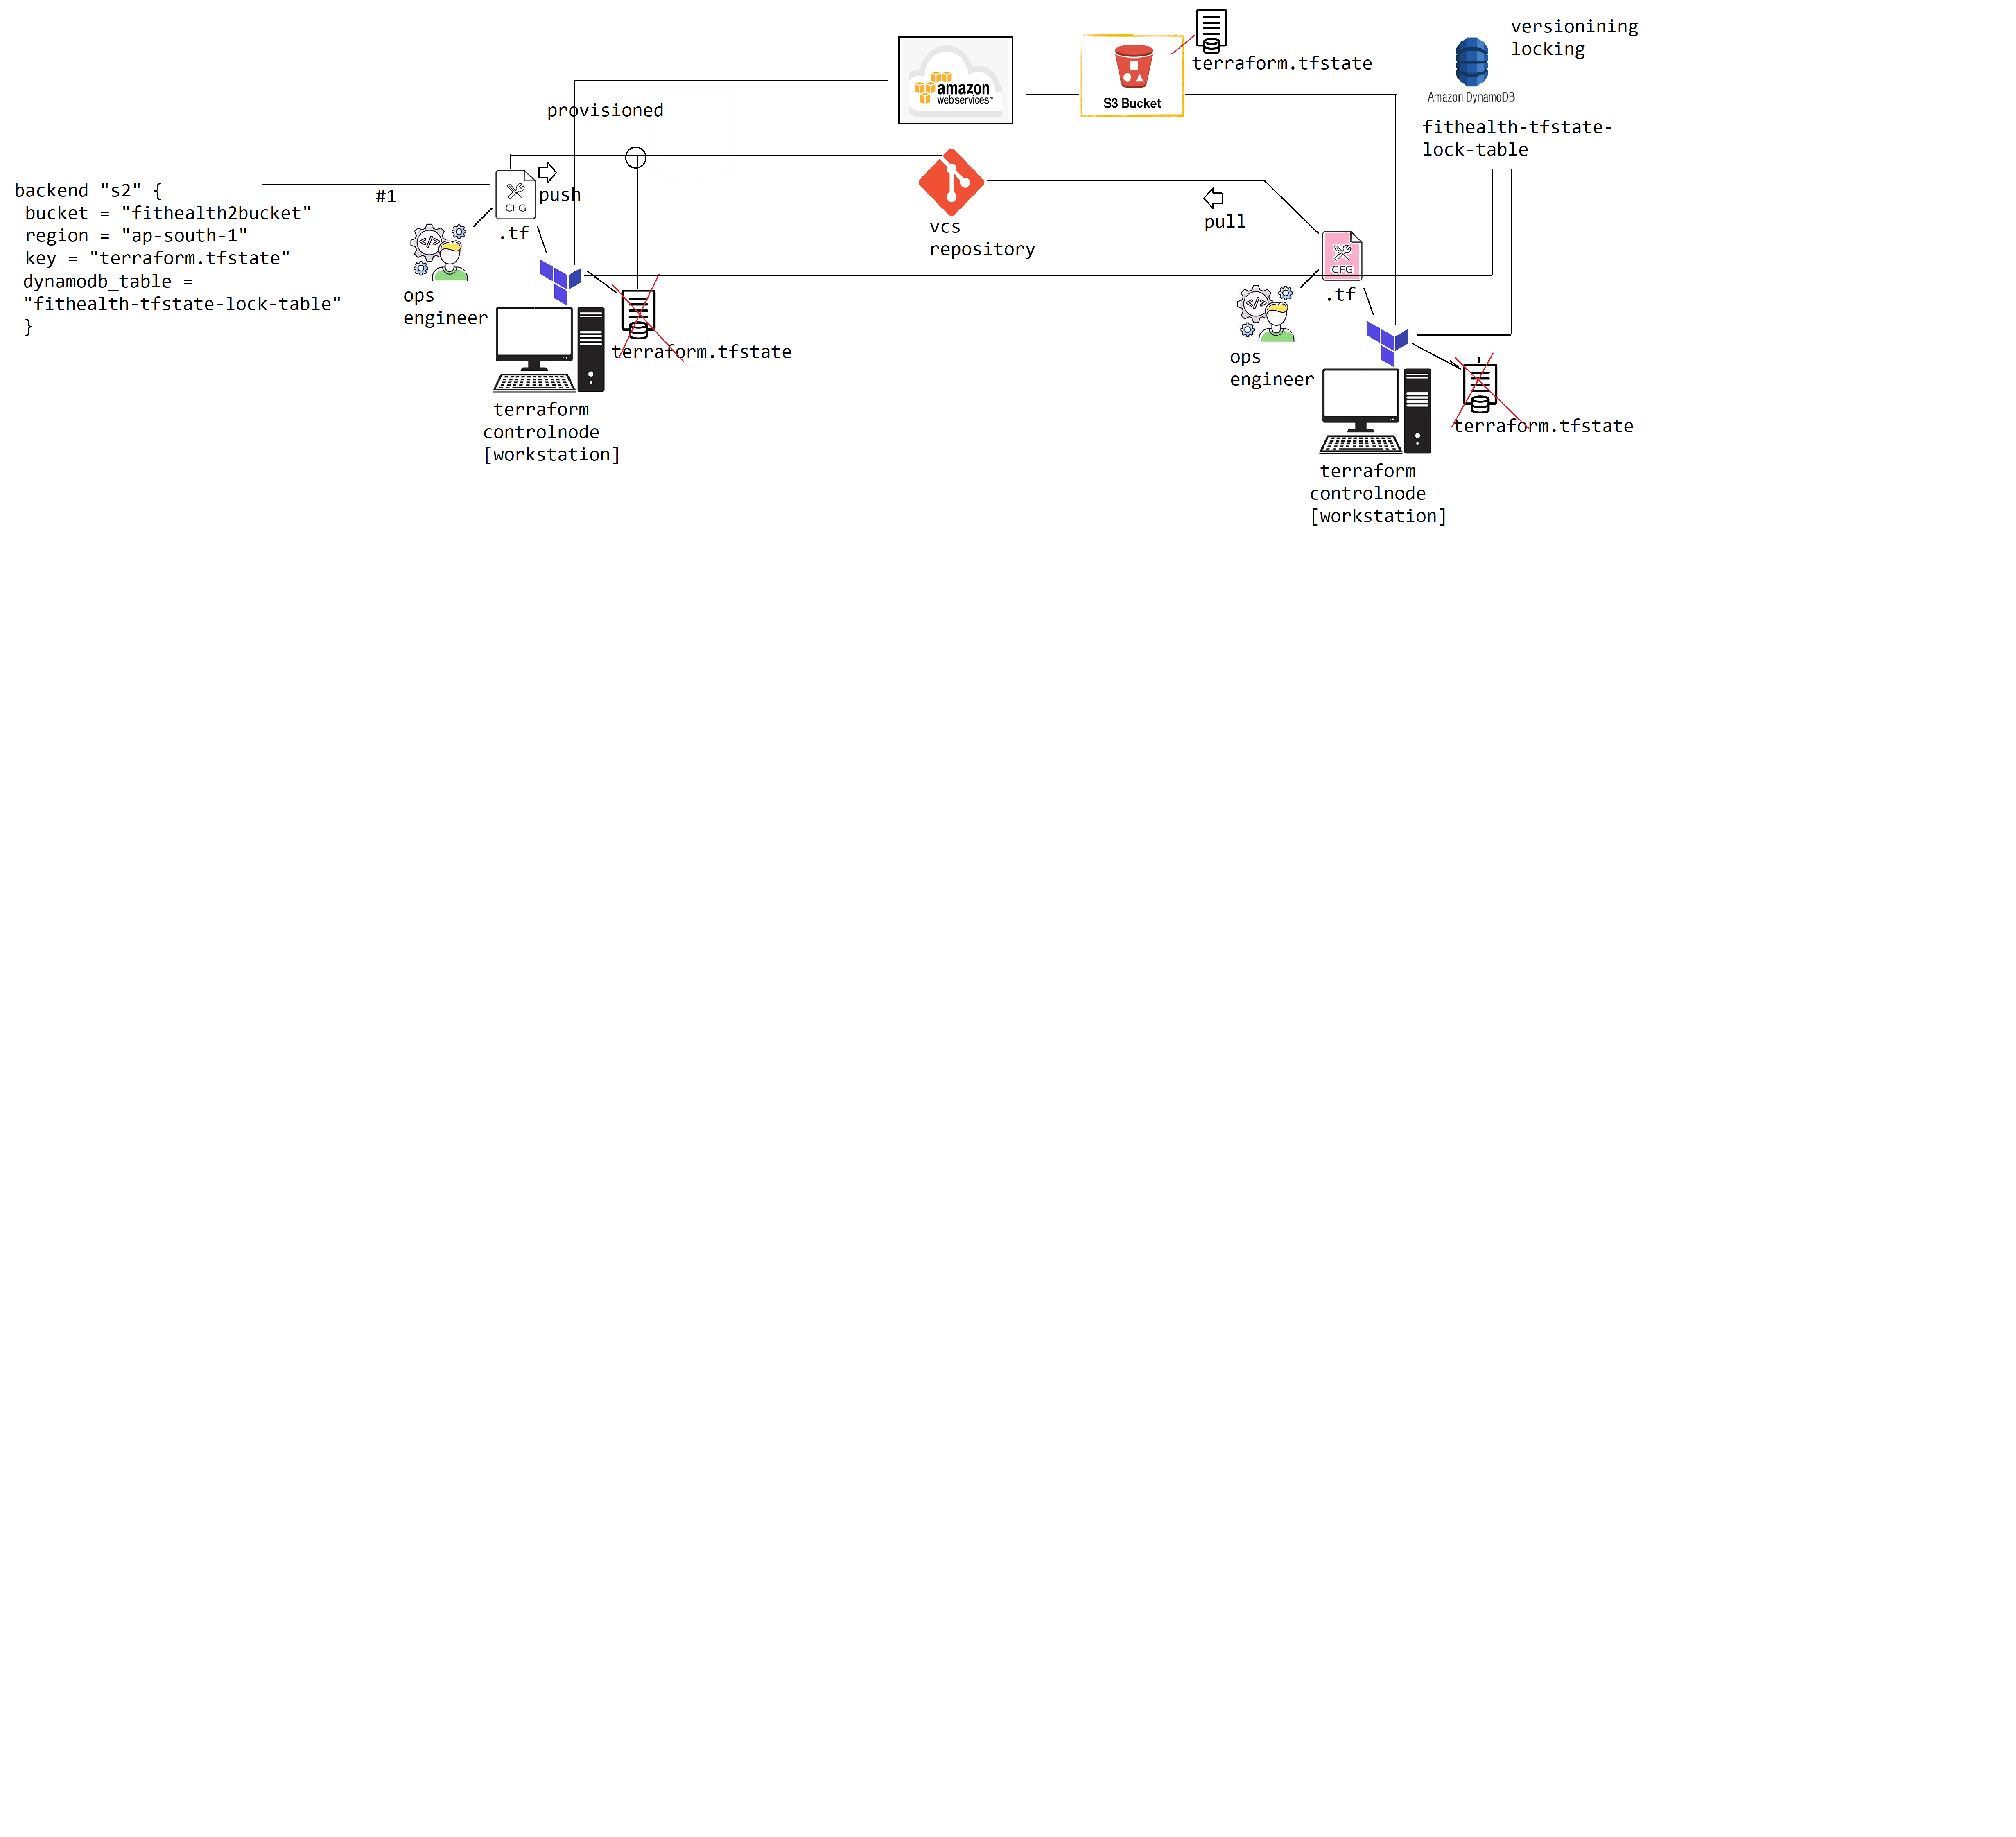 versionining
locking
terraform.tfstate
amazon
webservices™
S3 Bucket
Amazon DynamoDB
provisioned
fithealth-tfstate-
lock-table
backend "s2" {
bucket = "fithealth2bucket"
region = "ap-south-1"
key = "terraform.tfstate"
dynamodb_table =
"fithealth-tfstate-lock-table"
}
#1
CFG
push
.tf
</>
ops
engineer
terraform.tfstate
terraform
controlnode
[workstation]
vcs
repository
pull
CFG
.tf
</>
ops
engineer
terraform.tfstate
terraform
controlnode
[workstation]